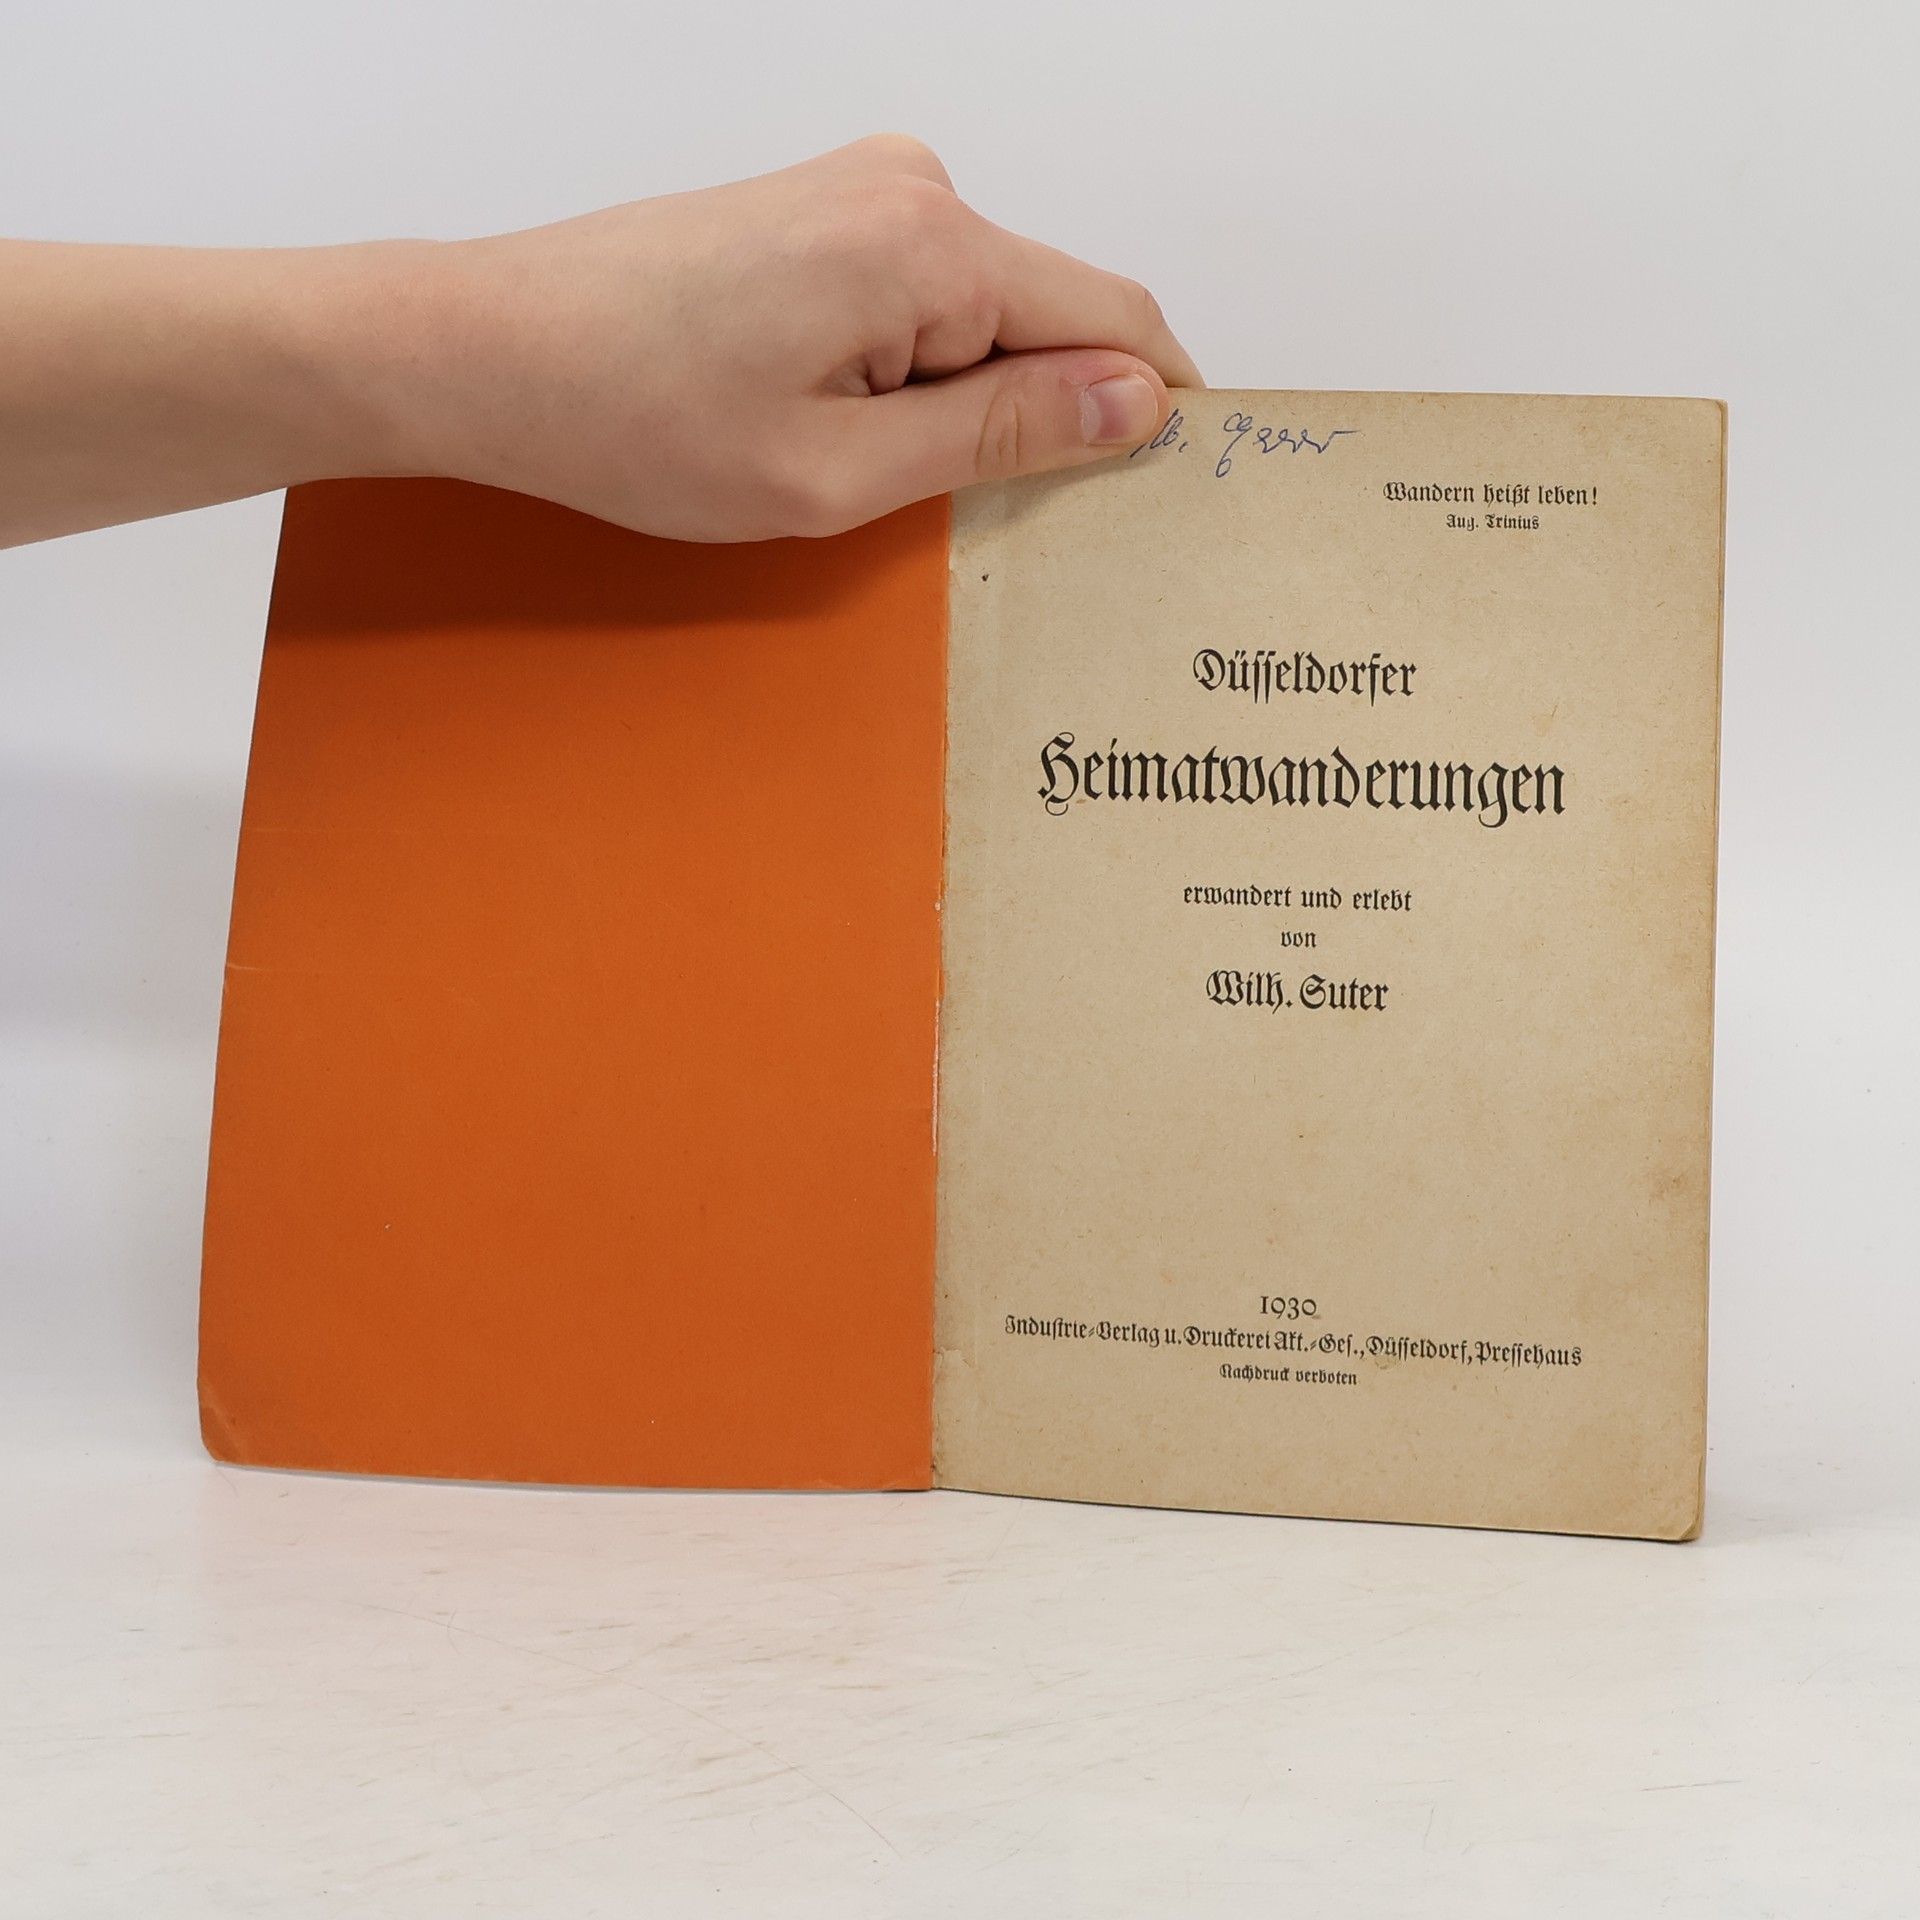 Wandern heißt leben!
Aug. Trinius
Düsseldorfer
Heimatwanderungen
erwandert und erlebt
von
Wilh. Suter
1930
Industrie-Verlag u. Druckerei Akt.-Ges., Düsseldorf, Pressehaus
Nachdruck verboten